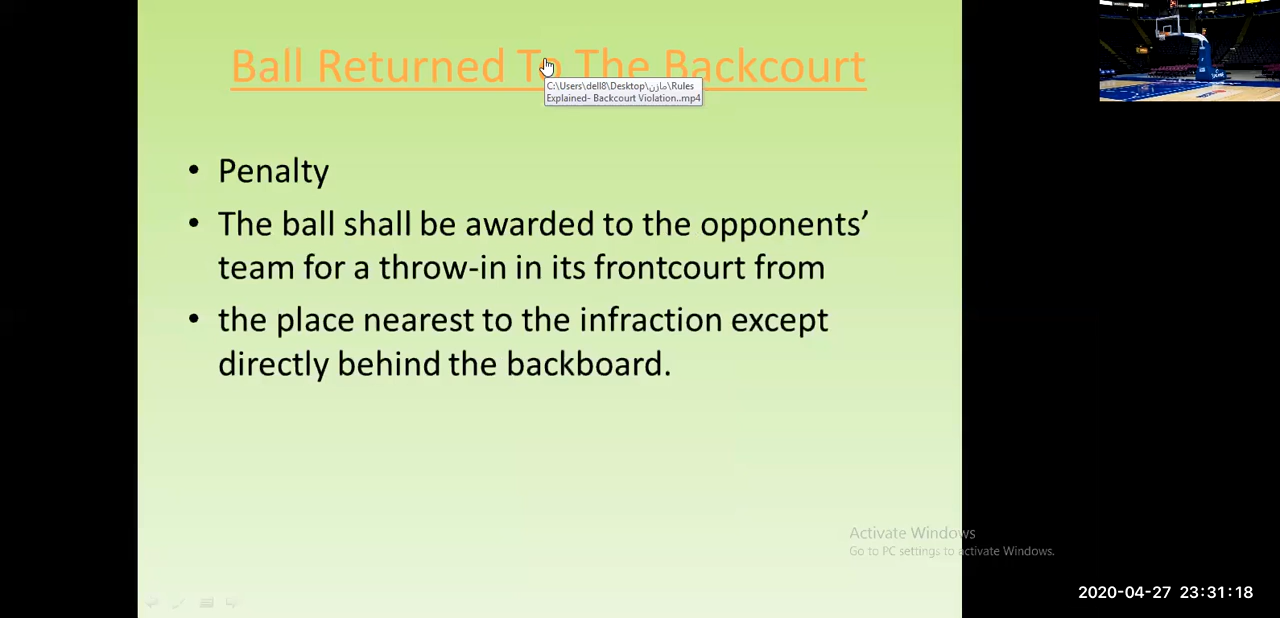 Ball Returned To The Backcourt
C:\Users\dell8\Desktop\مازن\Rules
Explained- Backcourt Violation..mp4
• Penalty
• The ball shall be awarded to the opponents’
team for a throw-in in its frontcourt from
• the place nearest to the infraction except
directly behind the backboard.
Activate Windows
Go to PC settings to activate Windows.
2020-04-27 23:31:18